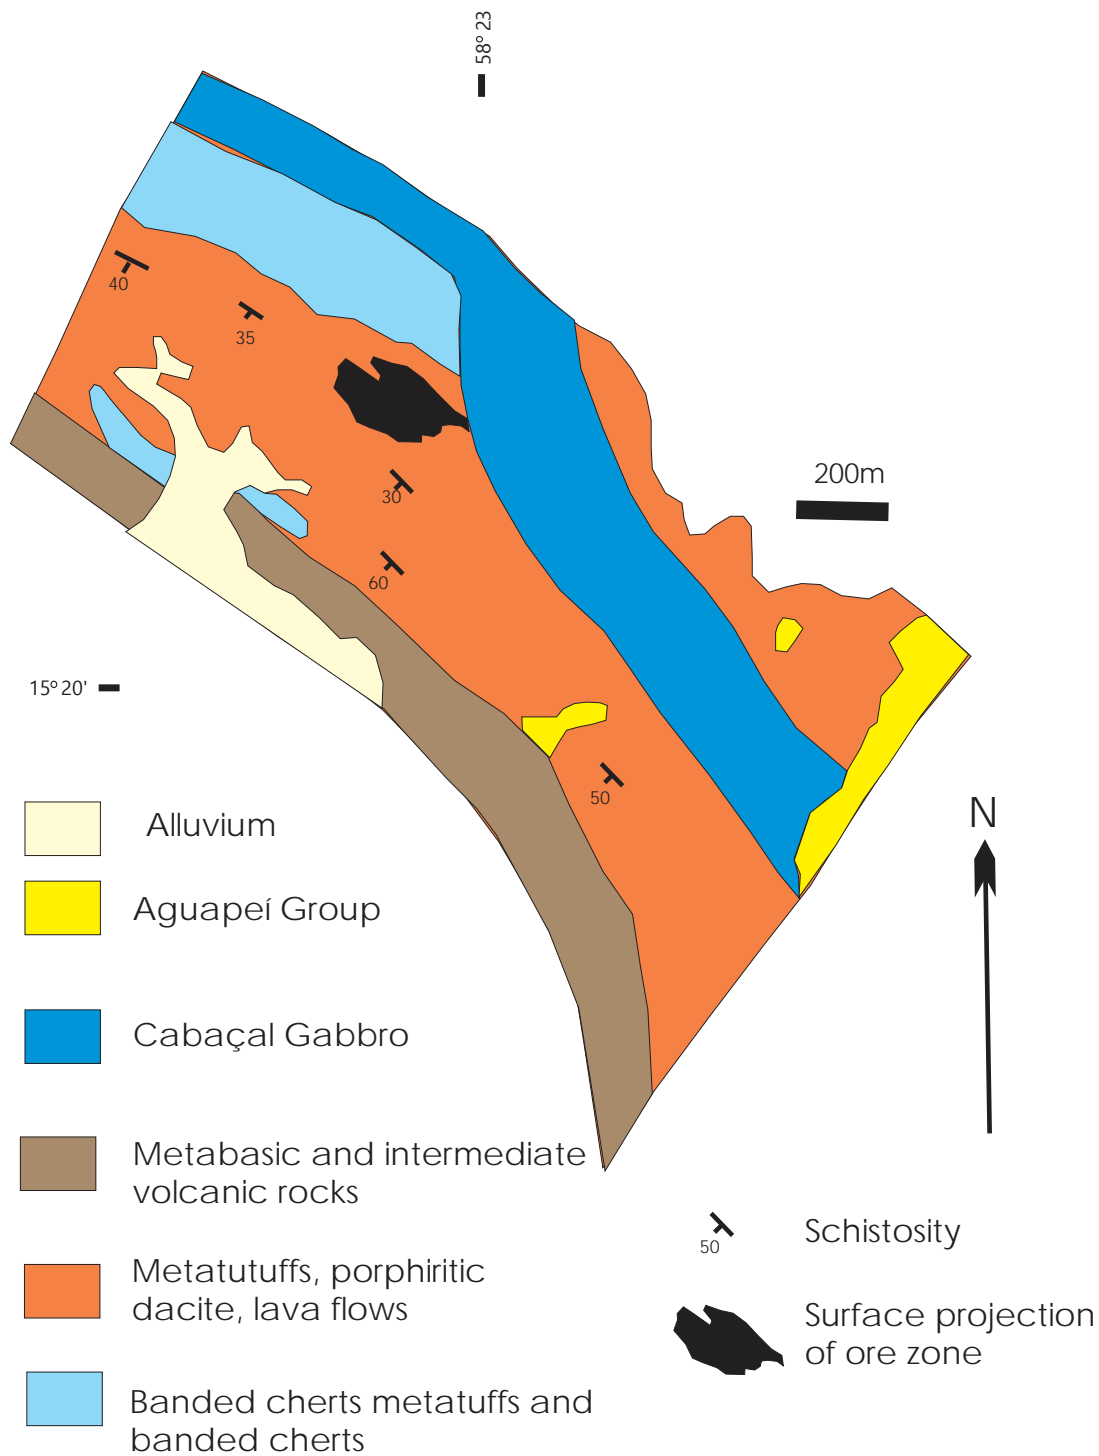 58° 23
40
35
200m
30
60
15° 20'
50
N
Alluvium
Aguapeí Group
Cabaçal Gabbro
Metabasic and intermediate
volcanic rocks
Metatutuffs, porphiritic
dacite, lava flows
Banded cherts metatuffs and
banded cherts
50
Schistosity
Surface projection
of ore zone